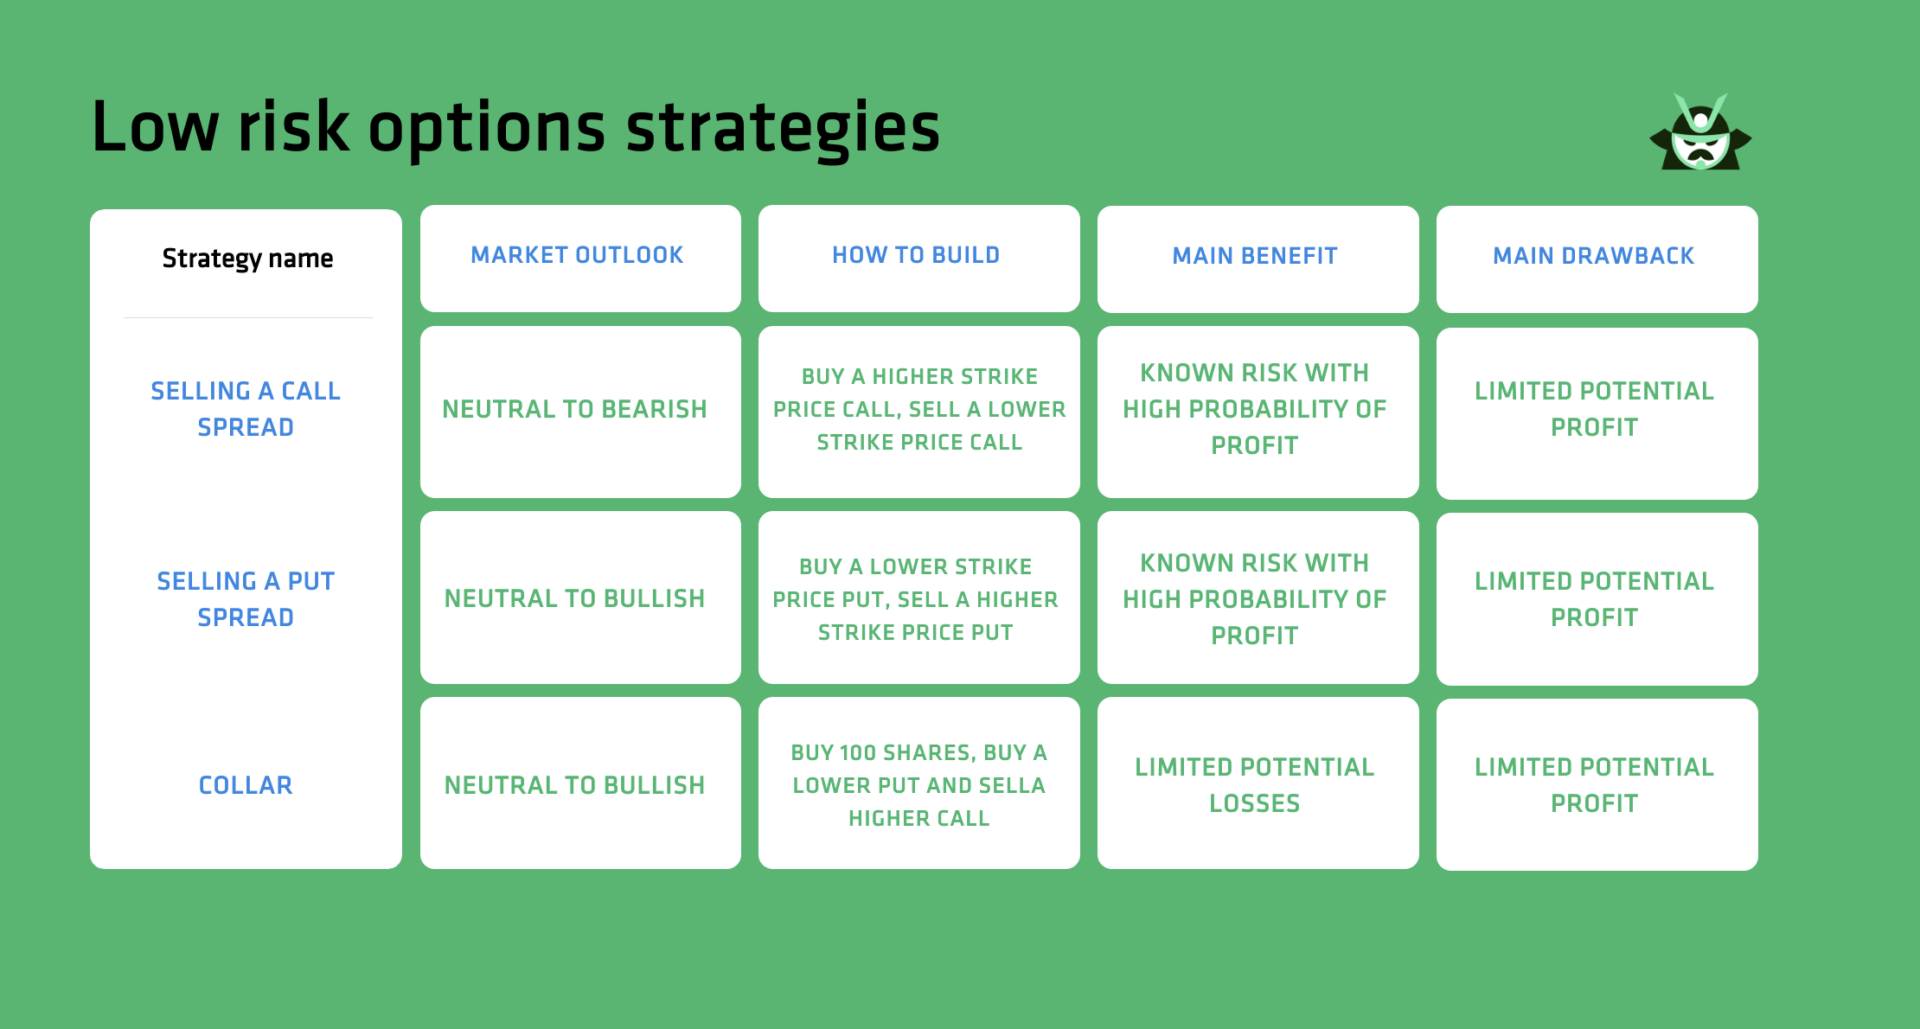 Low risk options strategies
Strategy name
MARKET OUTLOOK
HOW TO BUILD
MAIN BENEFIT
MAIN DRAWBACK
SELLING A CALL
SPREAD
NEUTRAL TO BEARISH
BUY A HIGHER STRIKE
PRICE CALL, SELL A LOWER
STRIKE PRICE CALL
KNOWN RISK WITH
HIGH PROBABILITY OF
PROFIT
LIMITED POTENTIAL
PROFIT
SELLING A PUT
SPREAD
NEUTRAL TO BULLISH
BUY A LOWER STRIKE
PRICE PUT, SELL A HIGHER
STRIKE PRICE PUT
KNOWN RISK WITH
HIGH PROBABILITY OF
PROFIT
LIMITED POTENTIAL
PROFIT
COLLAR
NEUTRAL TO BULLISH
BUY 100 SHARES, BUY A
LOWER PUT AND SELLA
HIGHER CALL
LIMITED POTENTIAL
LOSSES
LIMITED POTENTIAL
PROFIT